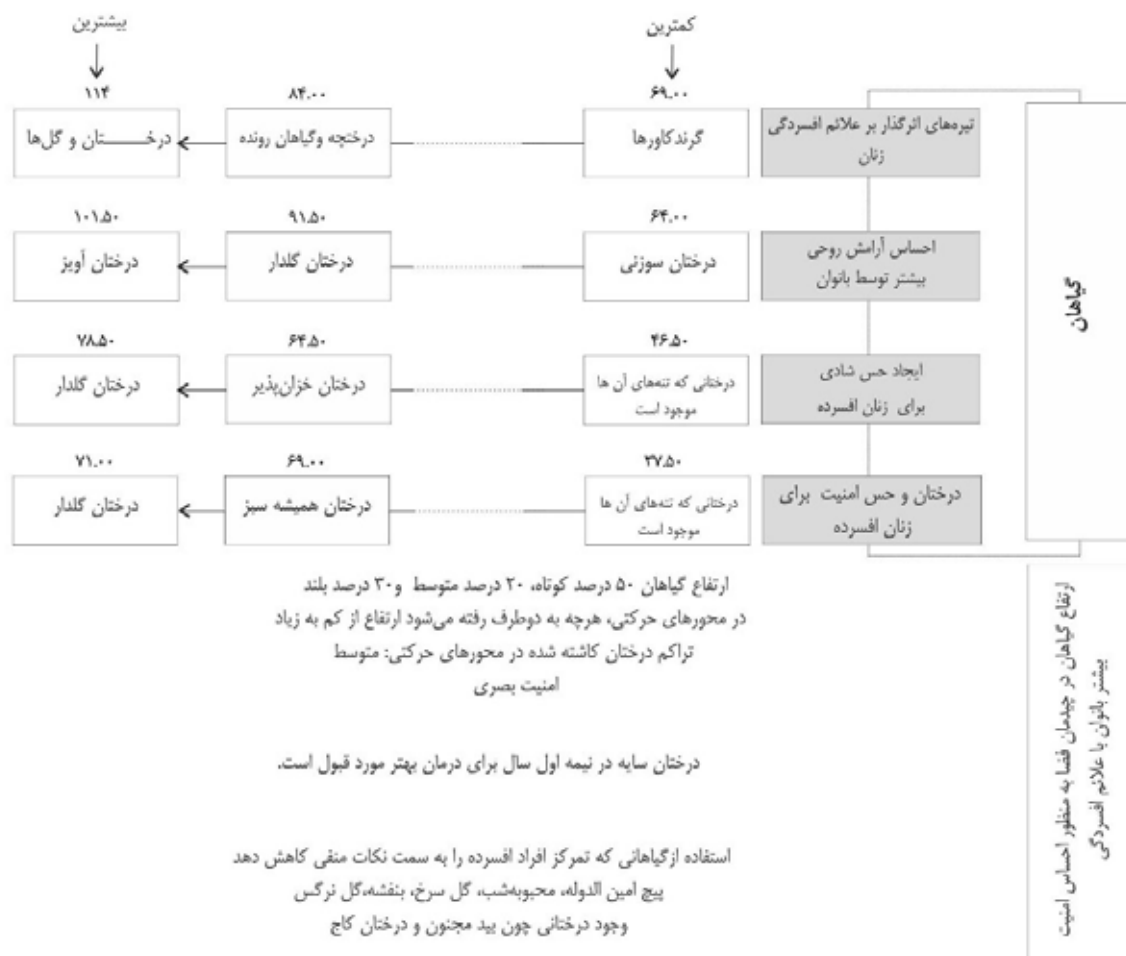 کمترین
بیشترین
گیاهان
تیره‌های اثرگذار بر علائم افسردگی
زنان
۶۹.۰۰
گرندکاورها
۸۴.۰۰
درختچه وگیاهان رونده
۱۱۴
درختان و گل‌ها
احساس آرامش روحی
بیشتر توسط بانوان
۶۴.۰۰
درختان سوزنی
۹۱.۵۰
درختان گلدار
۱۰۱.۵۰
درختان آویز
ایجاد حس شادی
برای زنان افسرده
۴۶.۵۰
درختانی که تنه‌های آن ها
موجود است
۶۴.۵۰
درختان خزان‌پذیر
۷۸.۵۰
درختان گلدار
درختان و حس امنیت برای
زنان افسرده
۳۷.۵۰
درختانی که تنه‌های آن ها
موجود است
۶۹.۰۰
درختان همیشه سبز
۷۱.۰۰
درختان گلدار
ارتفاع گیاهان در چیدمان فضا به منظور احساس امنیت
بیشتر بانوان با علائم افسردگی
ارتفاع گیاهان ۵۰ درصد کوتاه، ۲۰ درصد متوسط و۳۰ درصد بلند
در محورهای حرکتی، هرچه به دوطرف رفته می‌شود ارتفاع از کم به زیاد
تراکم درختان کاشته شده در محورهای حرکتی: متوسط
امنیت بصری
درختان سایه در نیمه اول سال برای درمان بهتر مورد قبول است.
استفاده ازگیاهانی که تمرکز افراد افسرده را به سمت نکات منفی کاهش دهد
پیچ امین الدوله، محبوبه‌شب، گل سرخ، بنفشه،گل نرگس
وجود درختانی چون بید مجنون و درختان کاج